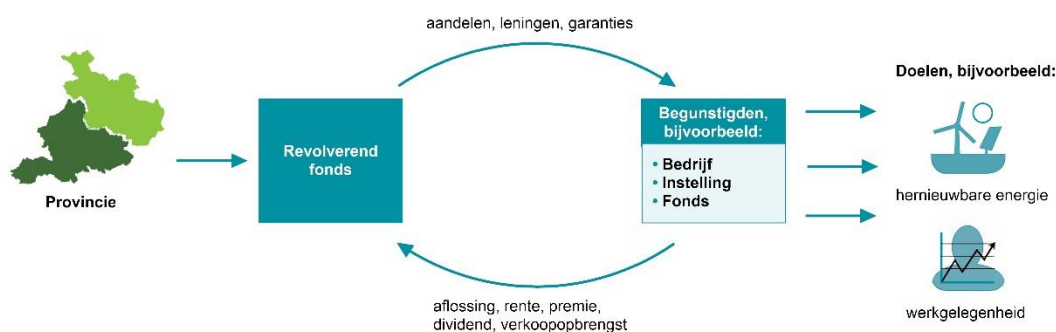 aandelen, leningen, garanties
Provincie
Revolverend
fonds
Begunstigden,
bijvoorbeeld:
• Bedrijf
• Instelling
• Fonds
aflossing, rente, premie,
dividend, verkoopopbrengst
Doelen, bijvoorbeeld:
hernieuwbare energie
werkgelegenheid